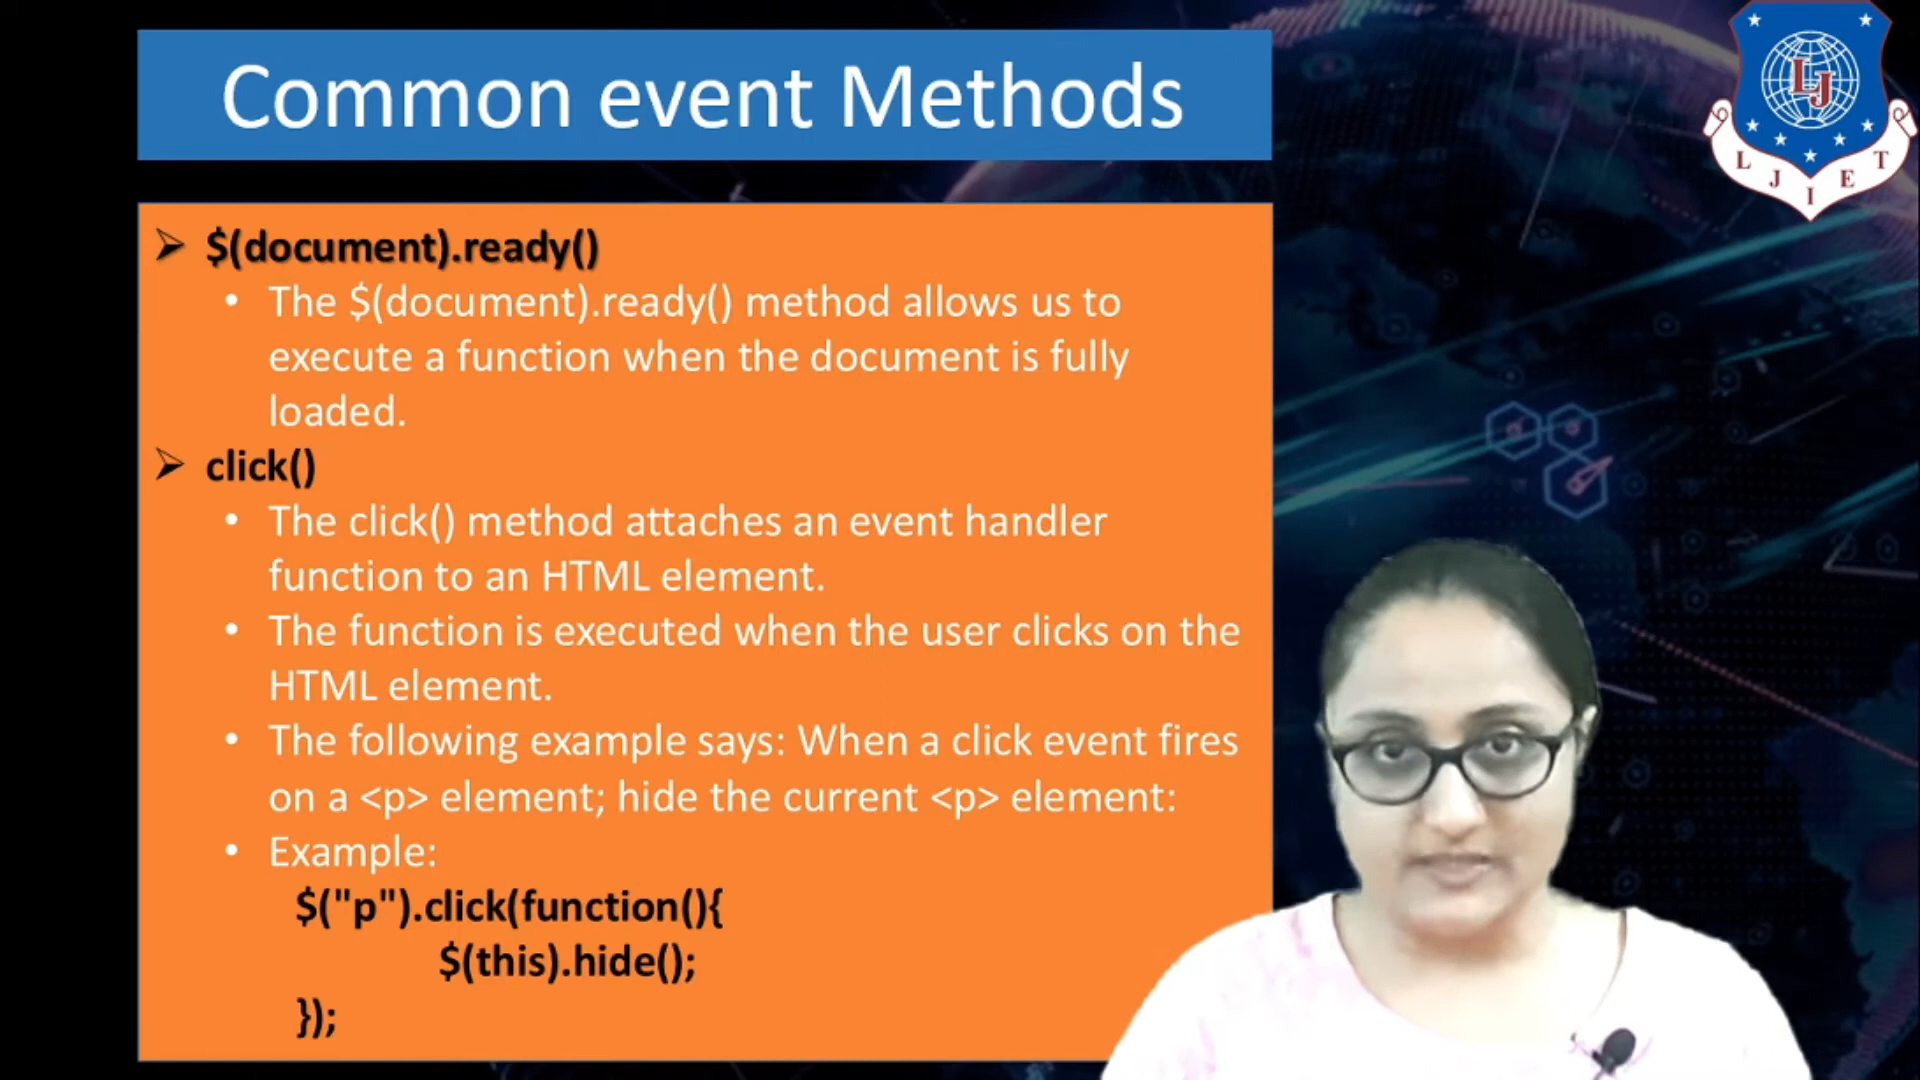 Common event Methods
$(document).ready()
The $(document).ready() method allows us to
execute a function when the document is fully
loaded.
click()
The click() method attaches an event handler
function to an HTML element.
The function is executed when the user clicks on the
HTML element.
The following example says: When a click event fires
on a <p> element; hide the current <p> element:
Example:
$("p").click(function(){
$(this).hide();
});
LJ
L J I E T